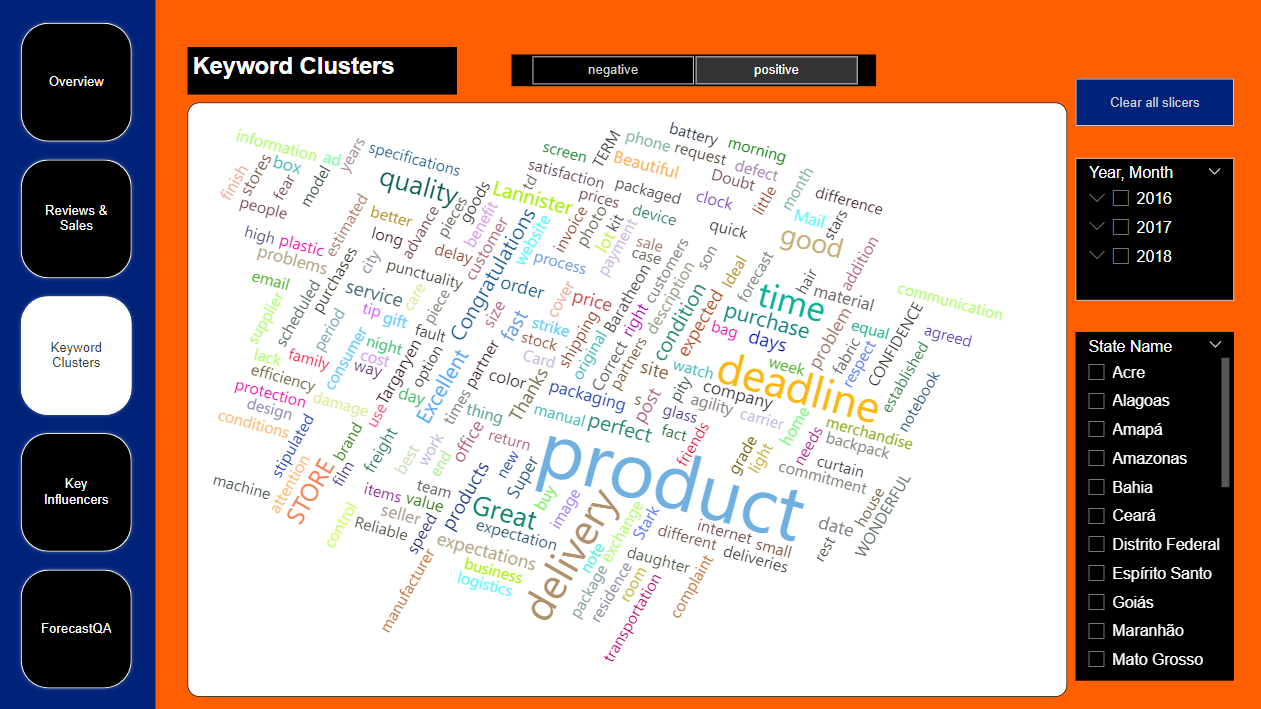 Overview
Reviews &
Sales
Keyword
Clusters
Key
Influencers
ForecastQA
Keyword Clusters
negative
positive
Clear all slicers
Year, Month
2016
2017
2018
State Name
Acre
Alagoas
Amapá
Amazonas
Bahia
Ceará
Distrito Federal
Espírito Santo
Goiás
Maranhão
Mato Grosso
information
ad
years
specifications
finish
stores
box
fear
model
people
quality
better
advance
pieces
goods
td
screen
TERM
phone
battery
request
morning
satisfaction
Beautiful
defect
Doubt
little
month
difference
packaged
clock
Mail
stars
Lannister
prices
device
kit
photo
invoice
lot
payment
quick
good
addition
high
plastic
estimated
long
delay
benefit
customer
website
Congratulations
process
sale
case
customers
son
Ideal
forecast
hair
material
communication
problems
purchases
city
punctuality
email
supplier
scheduled
service
care
piece
order
cover
price
Baratheon
right
description
condition
expected
time
purchase
problem
equal
CONFIDENCE
agreed
period
tip
gift
fault
size
fast
strike
stock
shipping
bag
days
fabric
respect
established
lack
family
consumer
night
cost
way
Targaryen
option
partner
Card
original
Correct
partners
site
watch
week
deadline
notebook
efficiency
protection
design
conditions
damage
use
day
Excellent
times
color
Thanks
packaging
s
post
pity
company
agility
carrier
home
merchandise
stipulated
brand
freight
best
work
office
thing
return
manual
perfect
glass
fact
friends
grade
light
needs
backpack
curtain
commitment
machine
attention
STORE
film
end
team
items
value
products
new
Super
product
WONDERFUL
house
control
Reliable
seller
speed
Great
buy
image
delivery
exchange
Stark
internet
small
different
deliveries
date
rest
expectation
expectations
business
logistics
manufacturer
note
package
residence
room
daughter
transportation
complaint